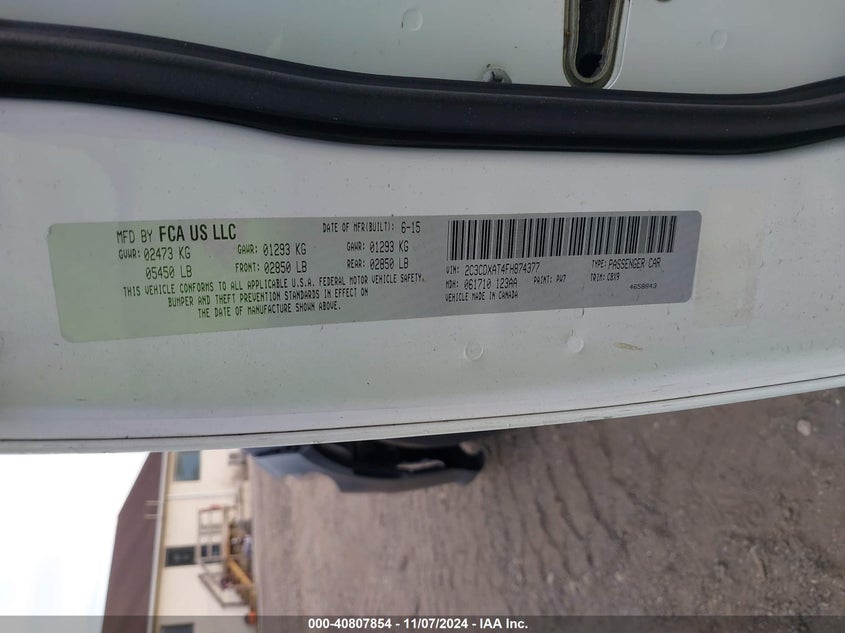 MFD BY FCA US LLC
DATE OF MFR(BUILT): 6-15
GVWR: 02473 KG GAWR: 01293 KG GAWR: 01293 KG
05450 LB FRONT: 02850 LB REAR: 02850 LB
THIS VEHICLE CONFORMS TO ALL APPLICABLE U.S.A. FEDERAL MOTOR VEHICLE SAFETY,
BUMPER AND THEFT PREVENTION STANDARDS IN EFFECT ON
THE DATE OF MANUFACTURE SHOWN ABOVE.
VIN: 2C3CDXAT4FH874377 TYPE: PASSENGER CAR
MDH: 061710 123AA PAINT: PW7 TRIM: CBX9
VEHICLE MADE IN CANADA 4658843
000-40807854 | 11/07/2024 - IAA Inc.